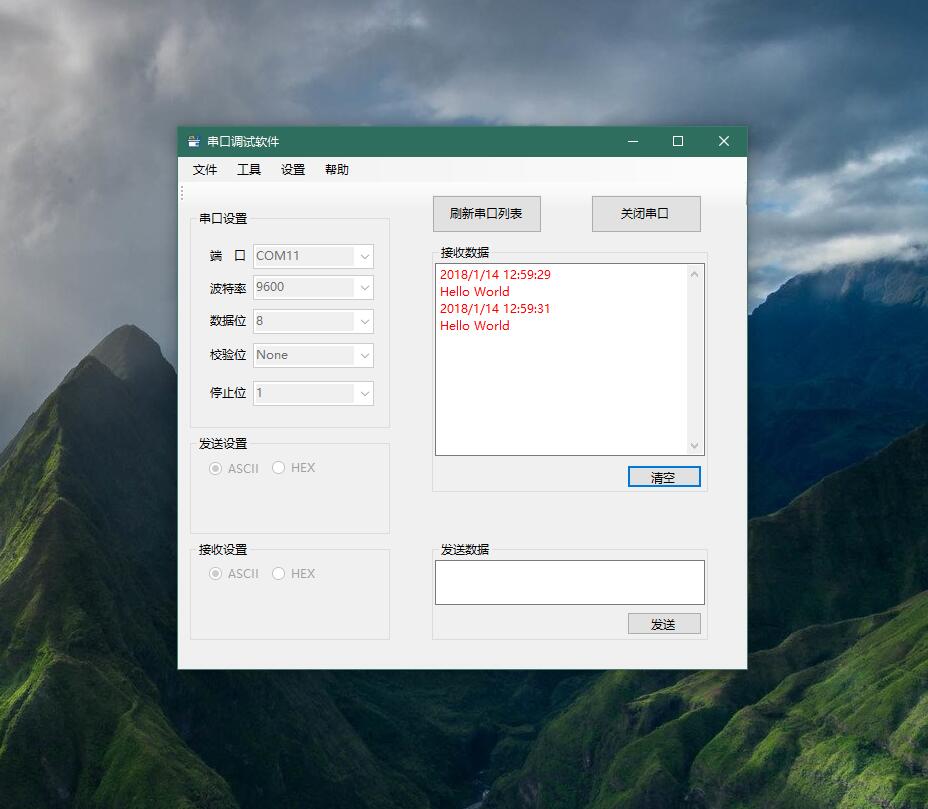 串口调试软件
文件 工具 设置 帮助
刷新串口列表 关闭串口
串口设置
端 口 COM11
波特率 9600
数据位 8
校验位 None
停止位 1
发送设置
ASCII HEX
接收设置
ASCII HEX
接收数据
2018/1/14 12:59:29
Hello World
2018/1/14 12:59:31
Hello World
清空
发送数据
发送